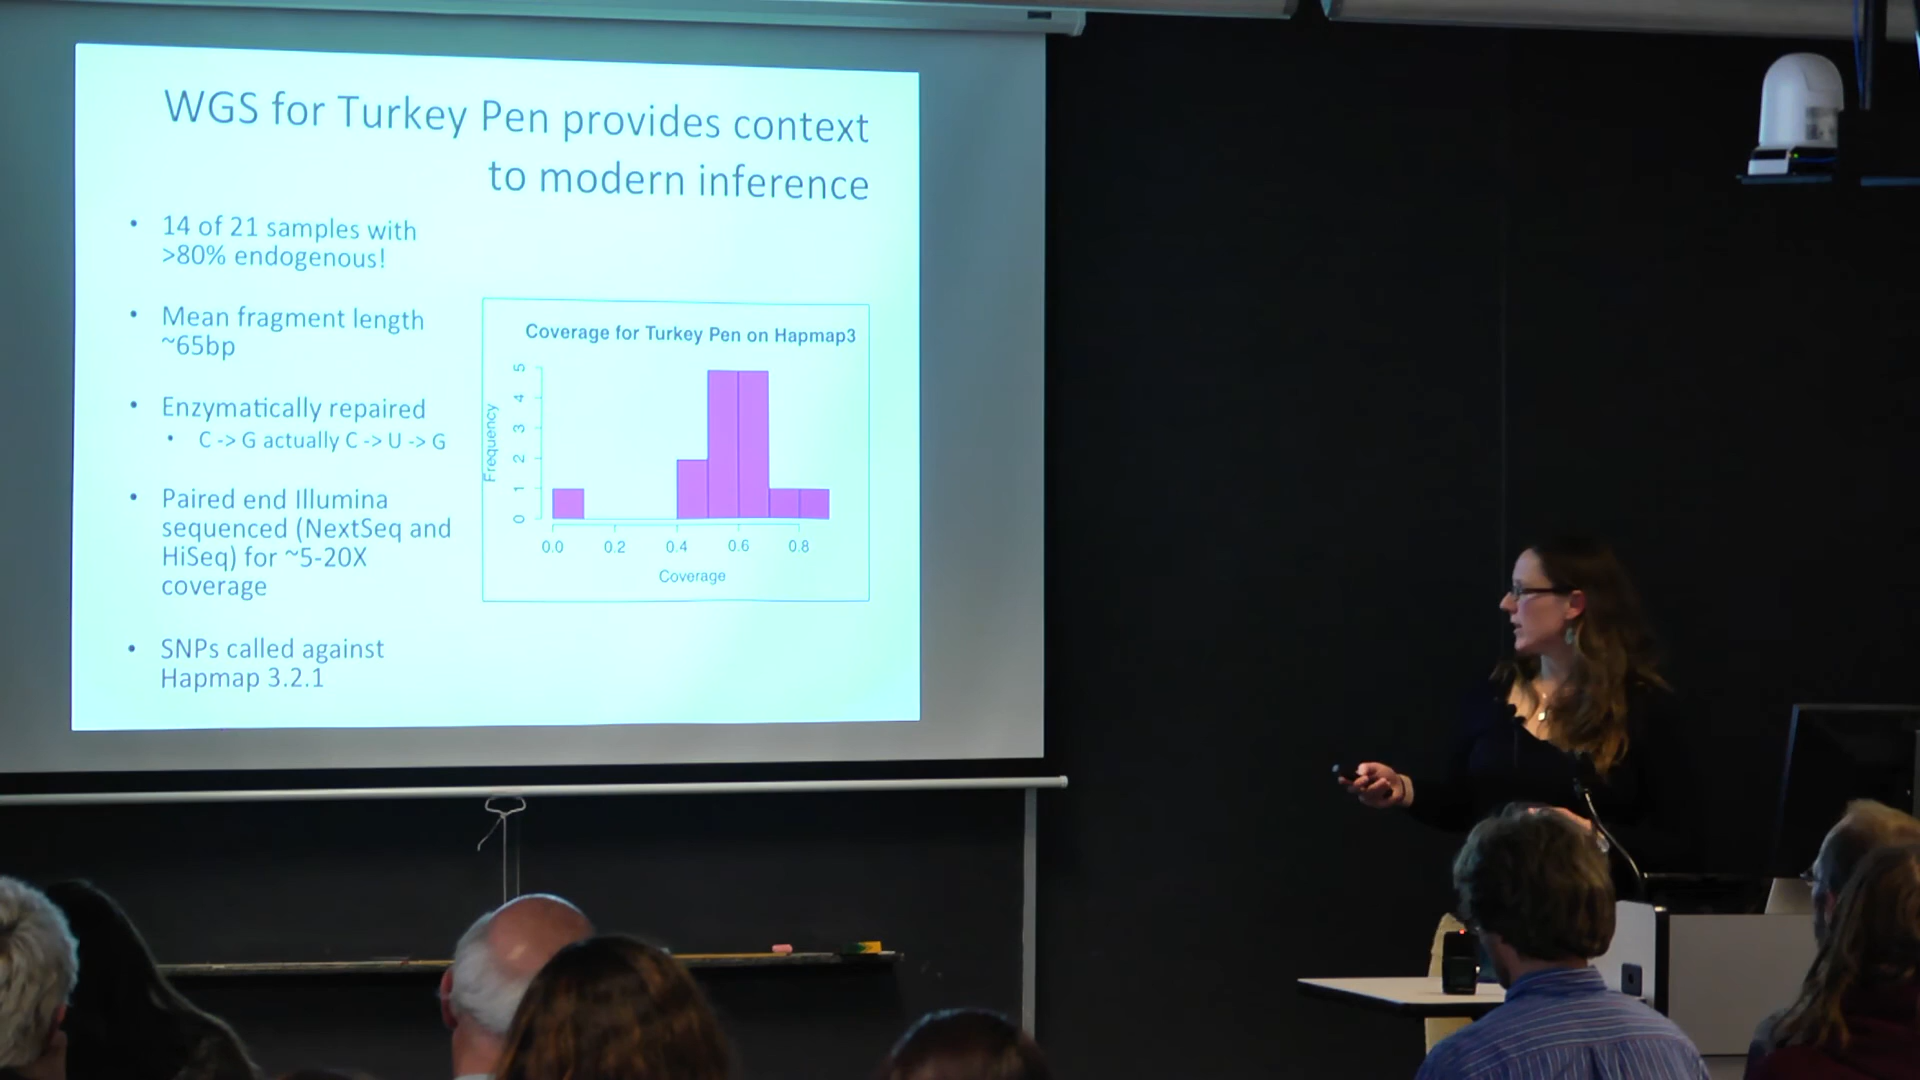 WGS for Turkey Pen provides context
to modern inference
• 14 of 21 samples with
>80% endogenous!
• Mean fragment length
~65bp
• Enzymatically repaired
• C -> G actually C -> U -> G
• Paired end Illumina
sequenced (NextSeq and
HiSeq) for ~5-20X
coverage
• SNPs called against
Hapmap 3.2.1
Coverage for Turkey Pen on Hapmap3
Frequency
5
4
3
2
1
0
0.0 0.2 0.4 0.6 0.8
Coverage